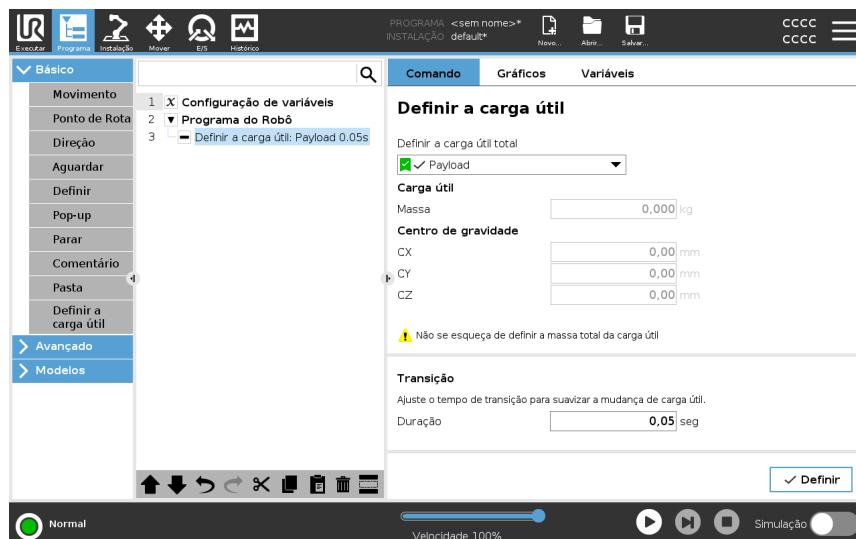 PROGRAMA <sem nome>*
INSTALAÇÃO default*
UR
Executar
Programa
Instalação
Mover
E/S
Histórico
Novo...
Abrir...
Salvar...
CCCC
CCCC
Básico
Movimento
Ponto de Rota
Direção
Aguardar
Definir
Pop-up
Parar
Comentário
Pasta
Definir a
carga útil
Avançado
Modelos
1 X Configuração de variáveis
2 Programa do Robô
3 Definir a carga útil: Payload 0.05s
Comando Gráficos Variáveis
Definir a carga útil
Definir a carga útil total
Payload
Carga útil
Massa 0,000 kg
Centro de gravidade
CX 0,00 mm
CY 0,00 mm
CZ 0,00 mm
Não se esqueça de definir a massa total da carga útil
Transição
Ajuste o tempo de transição para suavizar a mudança de carga útil.
Duração 0,05 seg
Definir
Normal
Velocidade 100%
Simulação